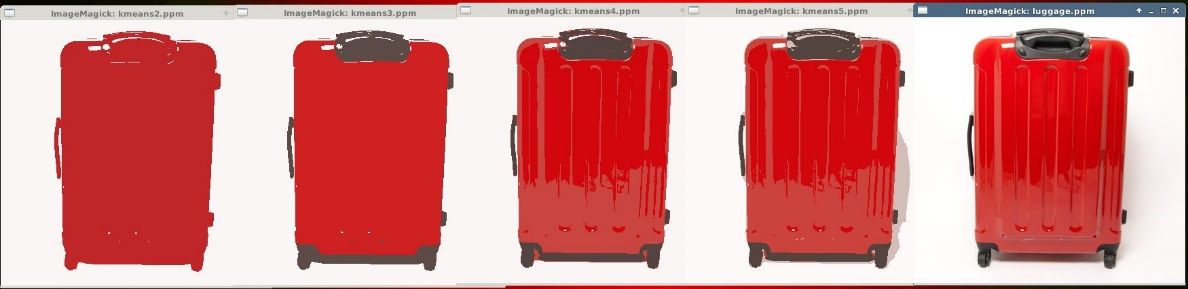 ImageMagick: kmeans2.ppm
ImageMagick: kmeans3.ppm
ImageMagick: kmeans4.ppm
ImageMagick: kmeans5.ppm
ImageMagick: luggage.ppm